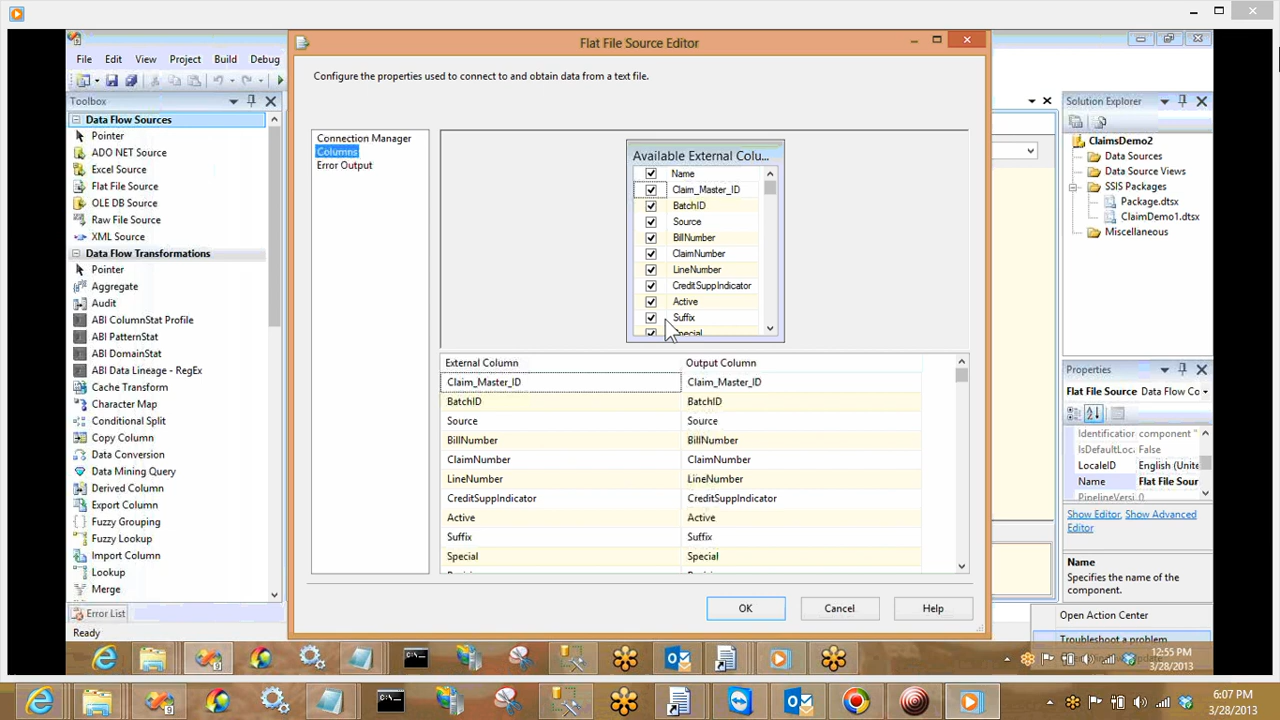 Flat File Source Editor
File Edit View Project Build Debug
Configure the properties used to connect to and obtain data from a text file.
Toolbox
Data Flow Sources
Pointer
ADO NET Source
Excel Source
Flat File Source
OLE DB Source
Raw File Source
XML Source
Data Flow Transformations
Pointer
Aggregate
Audit
ABI ColumnStat Profile
ABI PatternStat
ABI DomainStat
ABI Data Lineage - RegEx
Cache Transform
Character Map
Conditional Split
Copy Column
Data Conversion
Data Mining Query
Derived Column
Export Column
Fuzzy Grouping
Fuzzy Lookup
Import Column
Lookup
Merge
Error List
Ready
Connection Manager
Columns
Error Output
Available External Colu...
Name
Claim_Master_ID
BatchID
Source
BillNumber
ClaimNumber
LineNumber
CreditSuppIndicator
Active
Suffix
Special
External Column Output Column
Claim_Master_ID Claim_Master_ID
BatchID BatchID
Source Source
BillNumber BillNumber
ClaimNumber ClaimNumber
LineNumber LineNumber
CreditSuppIndicator CreditSuppIndicator
Active Active
Suffix Suffix
Special Special
OK Cancel Help
Solution Explorer
ClaimsDemo2
Data Sources
Data Source Views
SSIS Packages
Package.dtsx
ClaimDemo1.dtsx
Miscellaneous
Properties
Flat File Source Data Flow Co
Identification component "
IsDefaultLoc False
LocaleID English (Unite
Name Flat File Sour
PipelineVersi 0
Show Editor, Show Advanced
Editor
Name
Specifies the name of the
component.
Open Action Center
Troubleshoot a problem
12:55 PM
3/28/2013
6:07 PM
3/28/2013